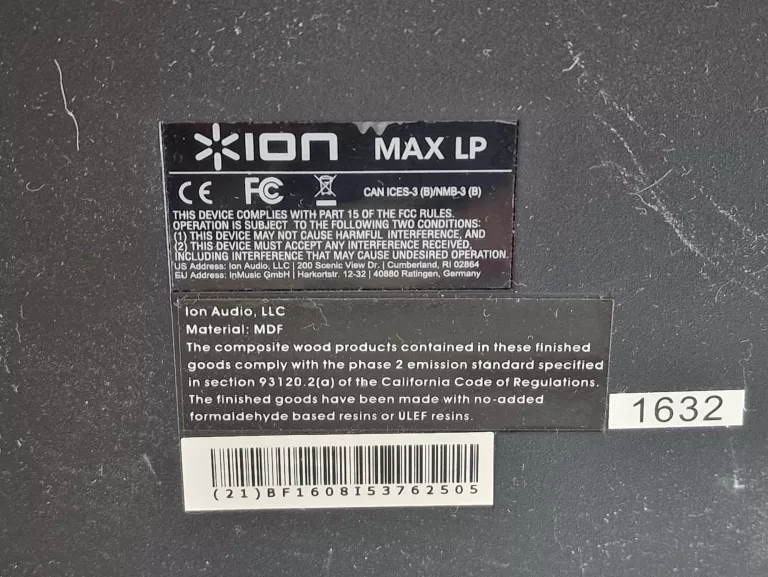 ION MAX LP
CE FC CAN ICES-3 (B)/NMB-3 (B)
THIS DEVICE COMPLIES WITH PART 15 OF THE FCC RULES.
OPERATION IS SUBJECT TO THE FOLLOWING TWO CONDITIONS:
(1) THIS DEVICE MAY NOT CAUSE HARMFUL INTERFERENCE, AND
(2) THIS DEVICE MUST ACCEPT ANY INTERFERENCE RECEIVED,
INCLUDING INTERFERENCE THAT MAY CAUSE UNDESIRED OPERATION.
US Address: Ion Audio, LLC | 200 Scenic View Dr. | Cumberland, RI 02864
EU Address: InMusic GmbH | Harkortstr. 12-32 | 40880 Ratingen, Germany
Ion Audio, LLC
Material: MDF
The composite wood products contained in these finished
goods comply with the phase 2 emission standard specified
in section 93120.2(a) of the California Code of Regulations.
The finished goods have been made with no-added
formaldehyde based resins or ULEF resins.
1632
(21)BF1608I53762505